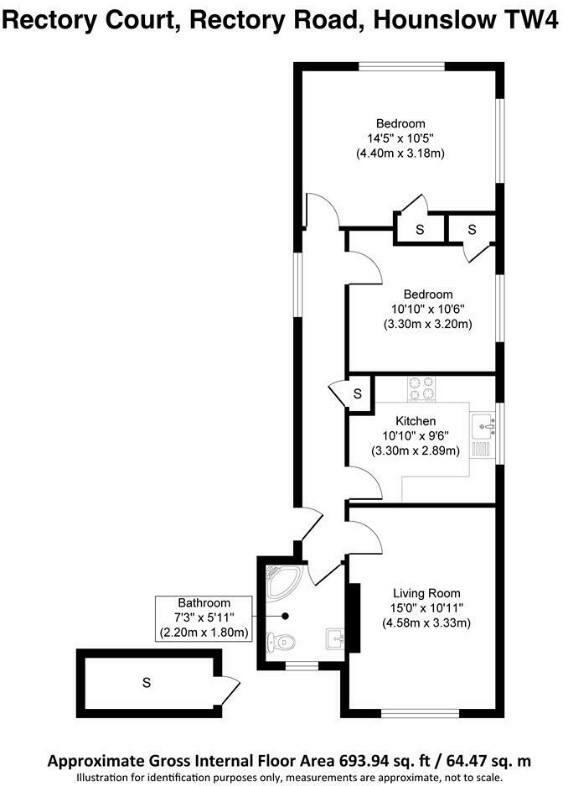 Rectory Court, Rectory Road, Hounslow TW4
Bedroom
14'5" x 10'5"
(4.40m x 3.18m)
S
S
Bedroom
10'10" x 10'6"
(3.30m x 3.20m)
S
Kitchen
10'10" x 9'6"
(3.30m x 2.89m)
Living Room
15'0" x 10'11"
(4.58m x 3.33m)
Bathroom
7'3" x 5'11"
(2.20m x 1.80m)
S
Approximate Gross Internal Floor Area 693.94 sq. ft / 64.47 sq. m
Illustration for identification purposes only, measurements are approximate, not to scale.